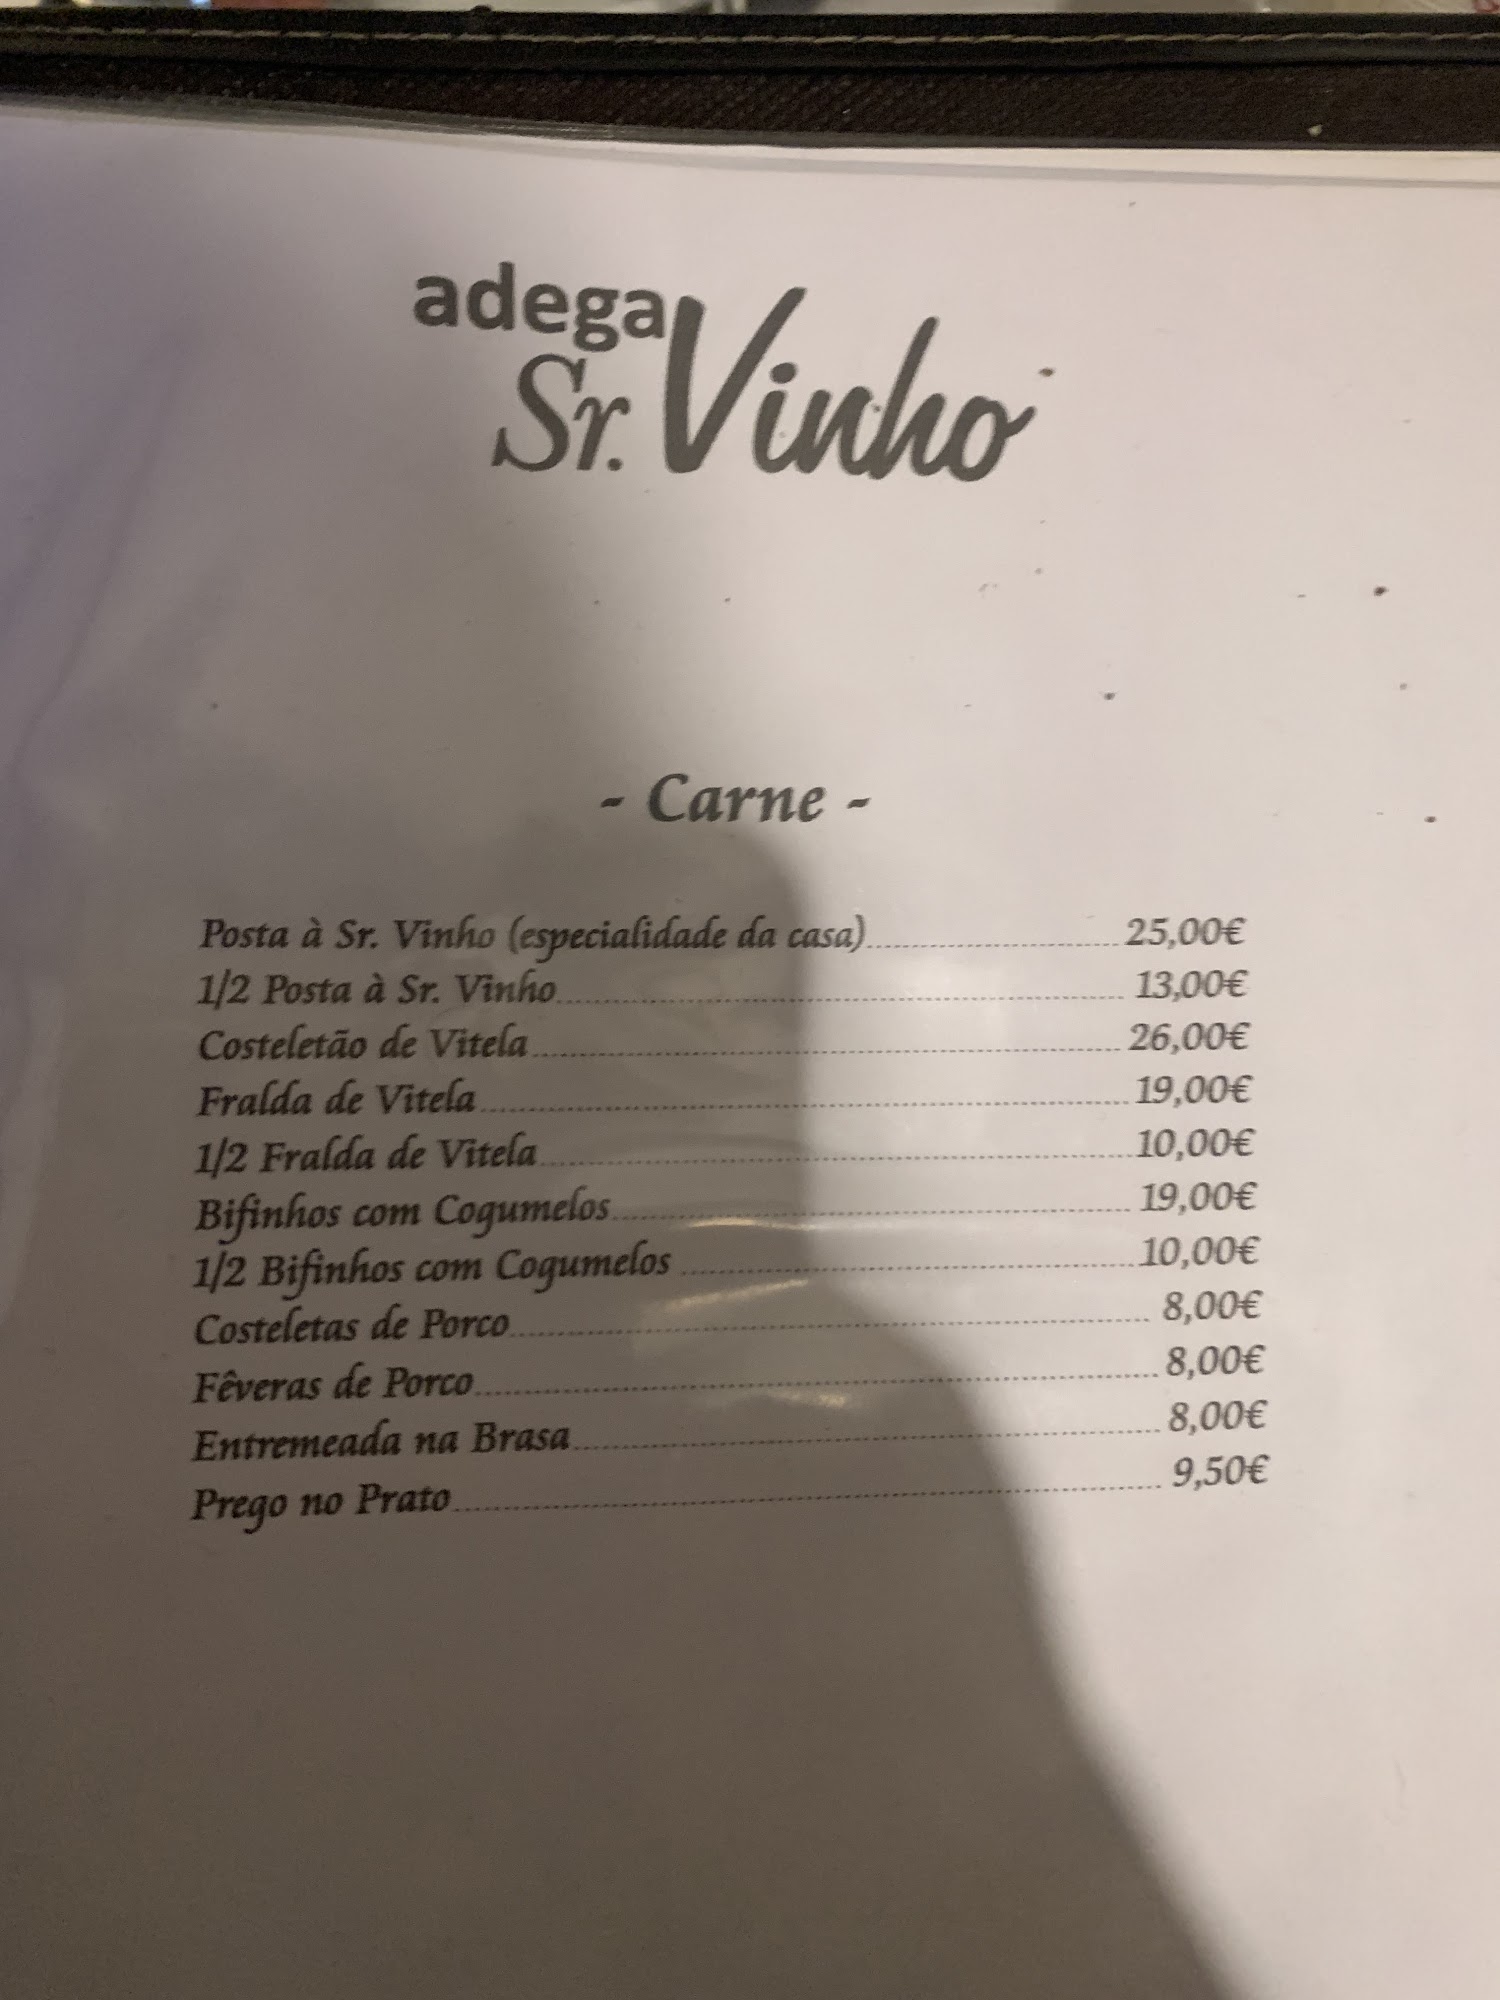 adega
Sr. Vinho
- Carne -
Posta à Sr. Vinho (especialidade da casa) 25,00€
1/2 Posta à Sr. Vinho 13,00€
Costeletão de Vitela 26,00€
Fralda de Vitela 19,00€
1/2 Fralda de Vitela 10,00€
Bifinhos com Cogumelos 19,00€
1/2 Bifinhos com Cogumelos 10,00€
Costeletas de Porco 8,00€
Fêveras de Porco 8,00€
Entremeada na Brasa 8,00€
Prego no Prato 9,50€